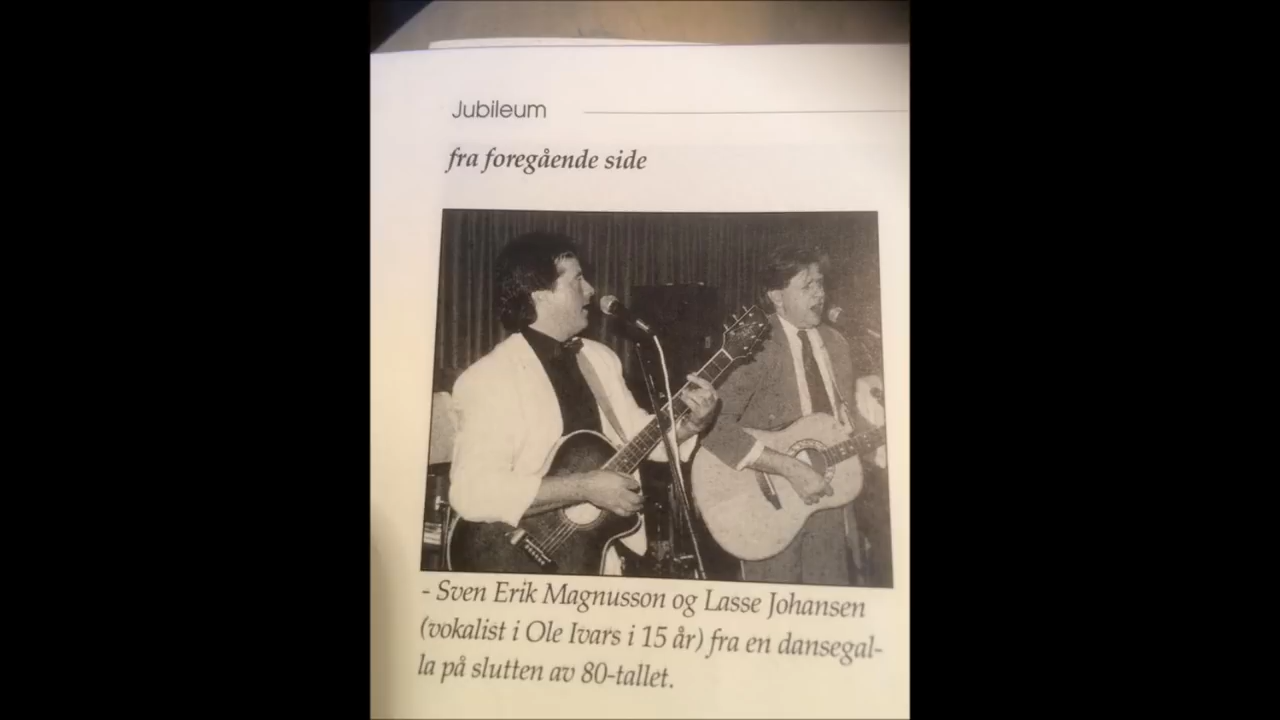 Jubileum
fra foregående side
- Sven Erik Magnusson og Lasse Johansen
(vokalist i Ole Ivars i 15 år) fra en dansegal-
la på slutten av 80-tallet.